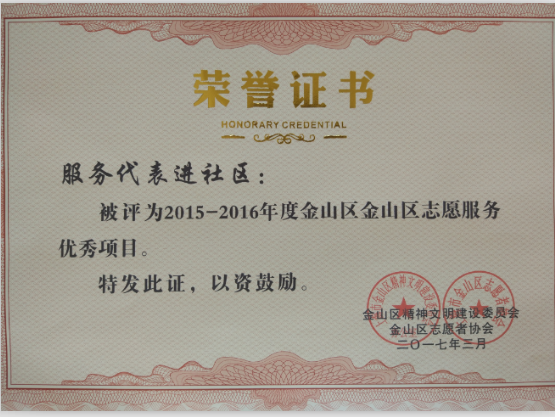 荣誉证书
HONORARY CREDENTIAL
服务代表进社区：
被评为2015-2016年度金山区金山区志愿服务
优秀项目。
特发此证，以资鼓励。
金山区精神文明建设委员会
金山区志愿者协会
二〇一七年三月